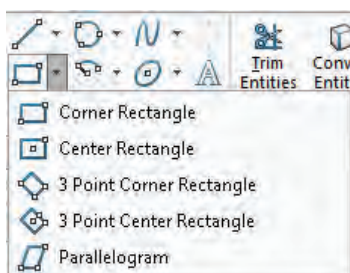 Trim
Entities
Conv
Entit
Corner Rectangle
Center Rectangle
3 Point Corner Rectangle
3 Point Center Rectangle
Parallelogram